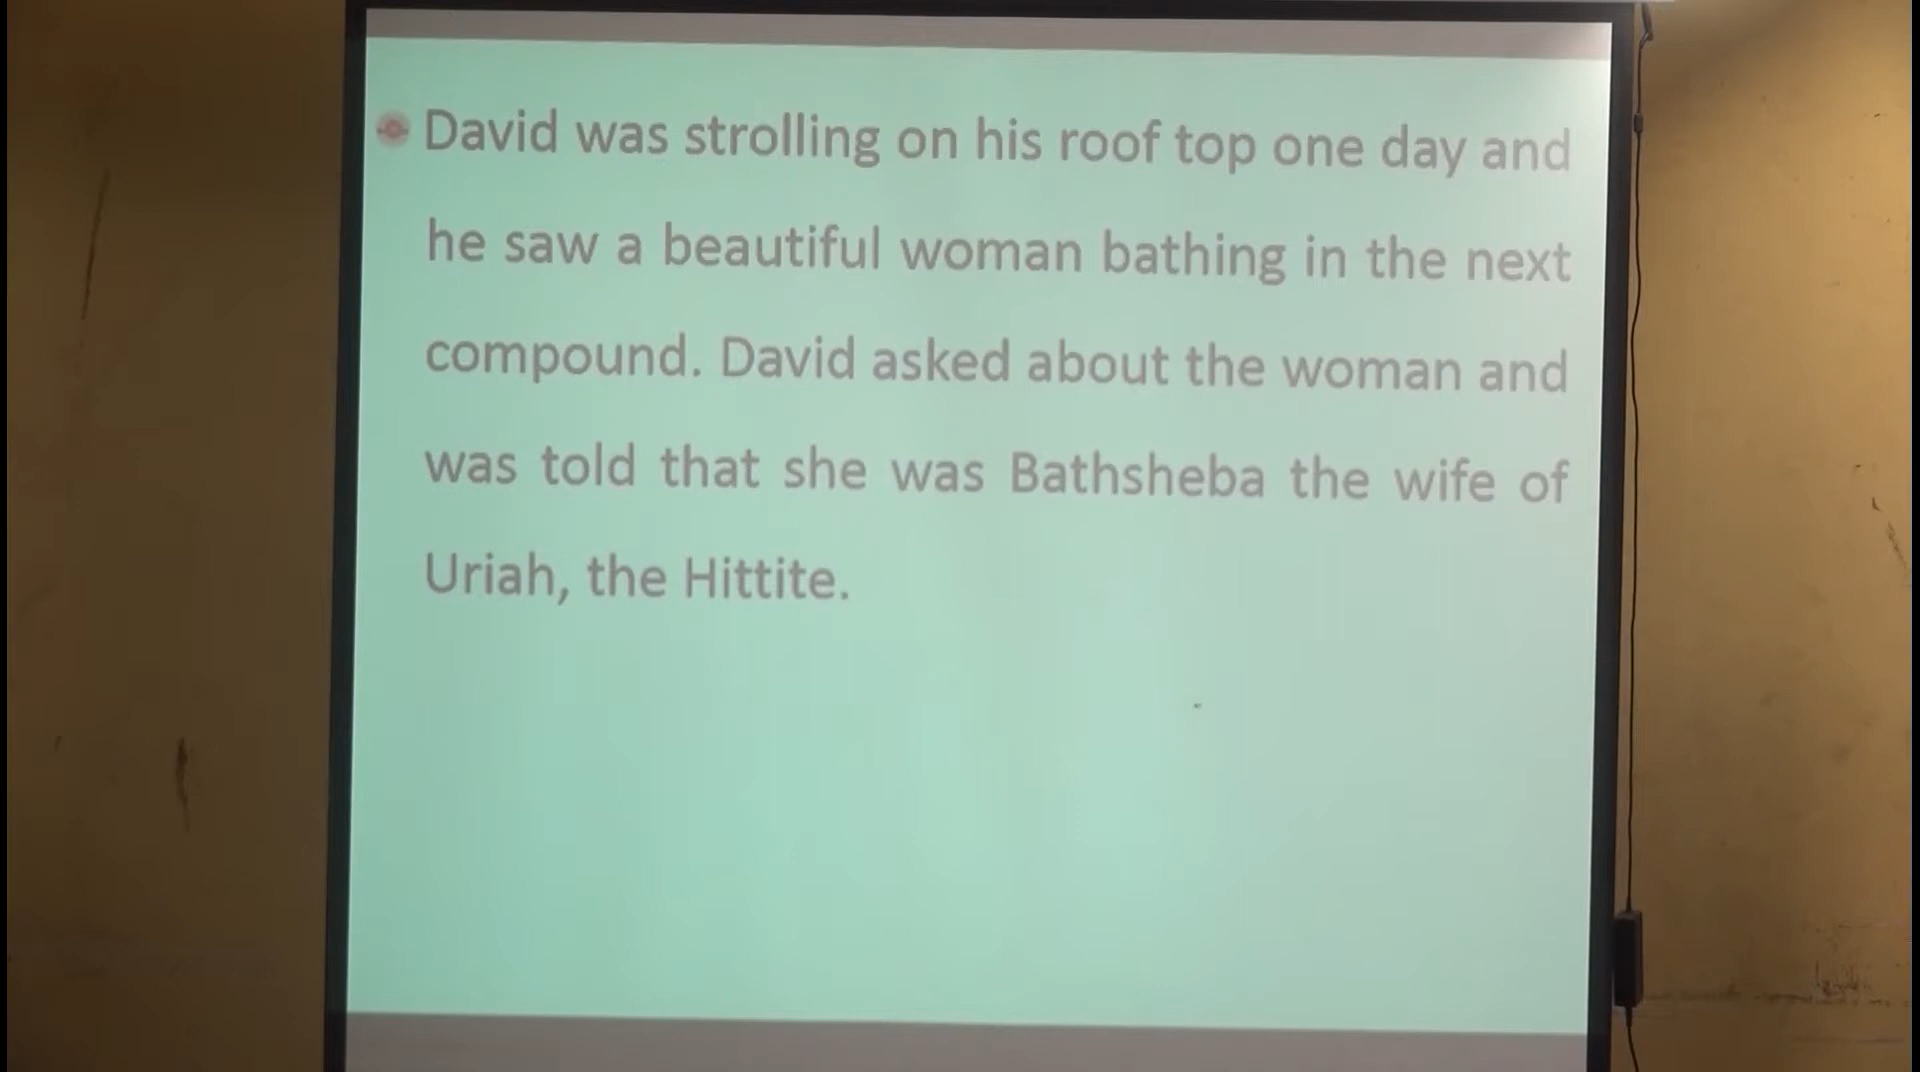 David was strolling on his roof top one day and
he saw a beautiful woman bathing in the next
compound. David asked about the woman and
was told that she was Bathsheba the wife of
Uriah, the Hittite.